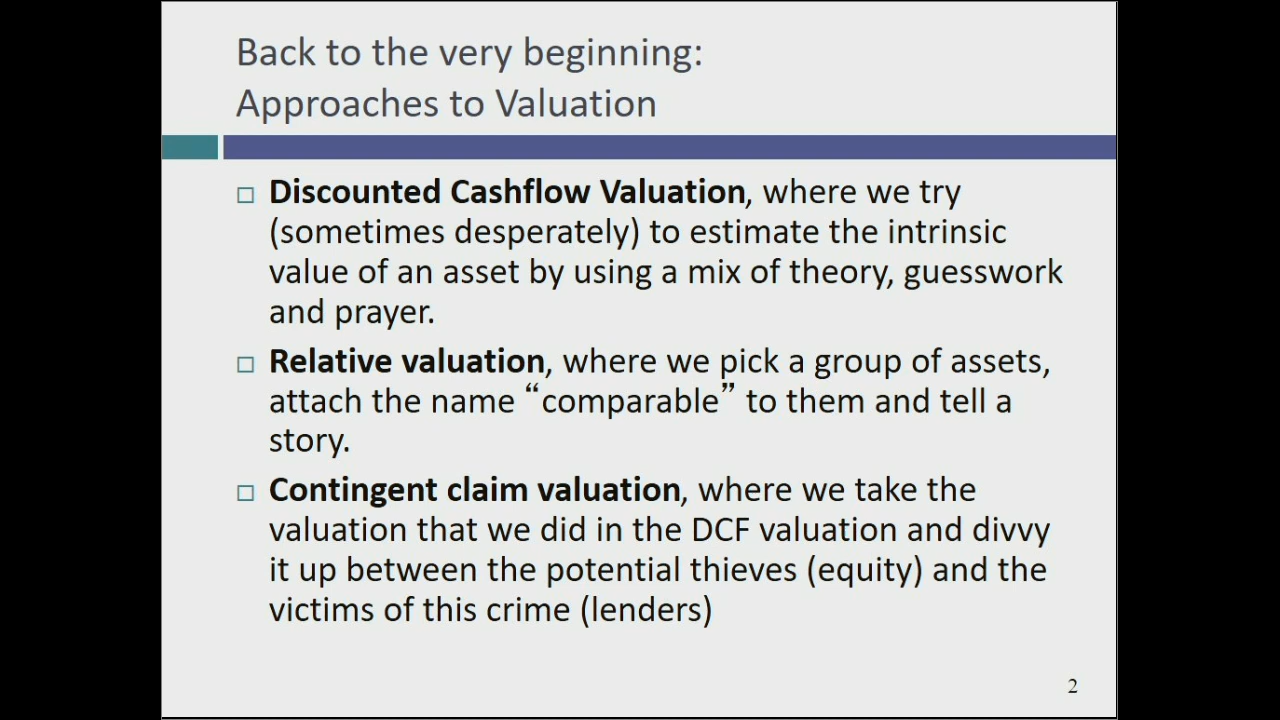 Back to the very beginning:
Approaches to Valuation
Discounted Cashflow Valuation, where we try
(sometimes desperately) to estimate the intrinsic
value of an asset by using a mix of theory, guesswork
and prayer.
Relative valuation, where we pick a group of assets,
attach the name “comparable” to them and tell a
story.
Contingent claim valuation, where we take the
valuation that we did in the DCF valuation and divvy
it up between the potential thieves (equity) and the
victims of this crime (lenders)
2